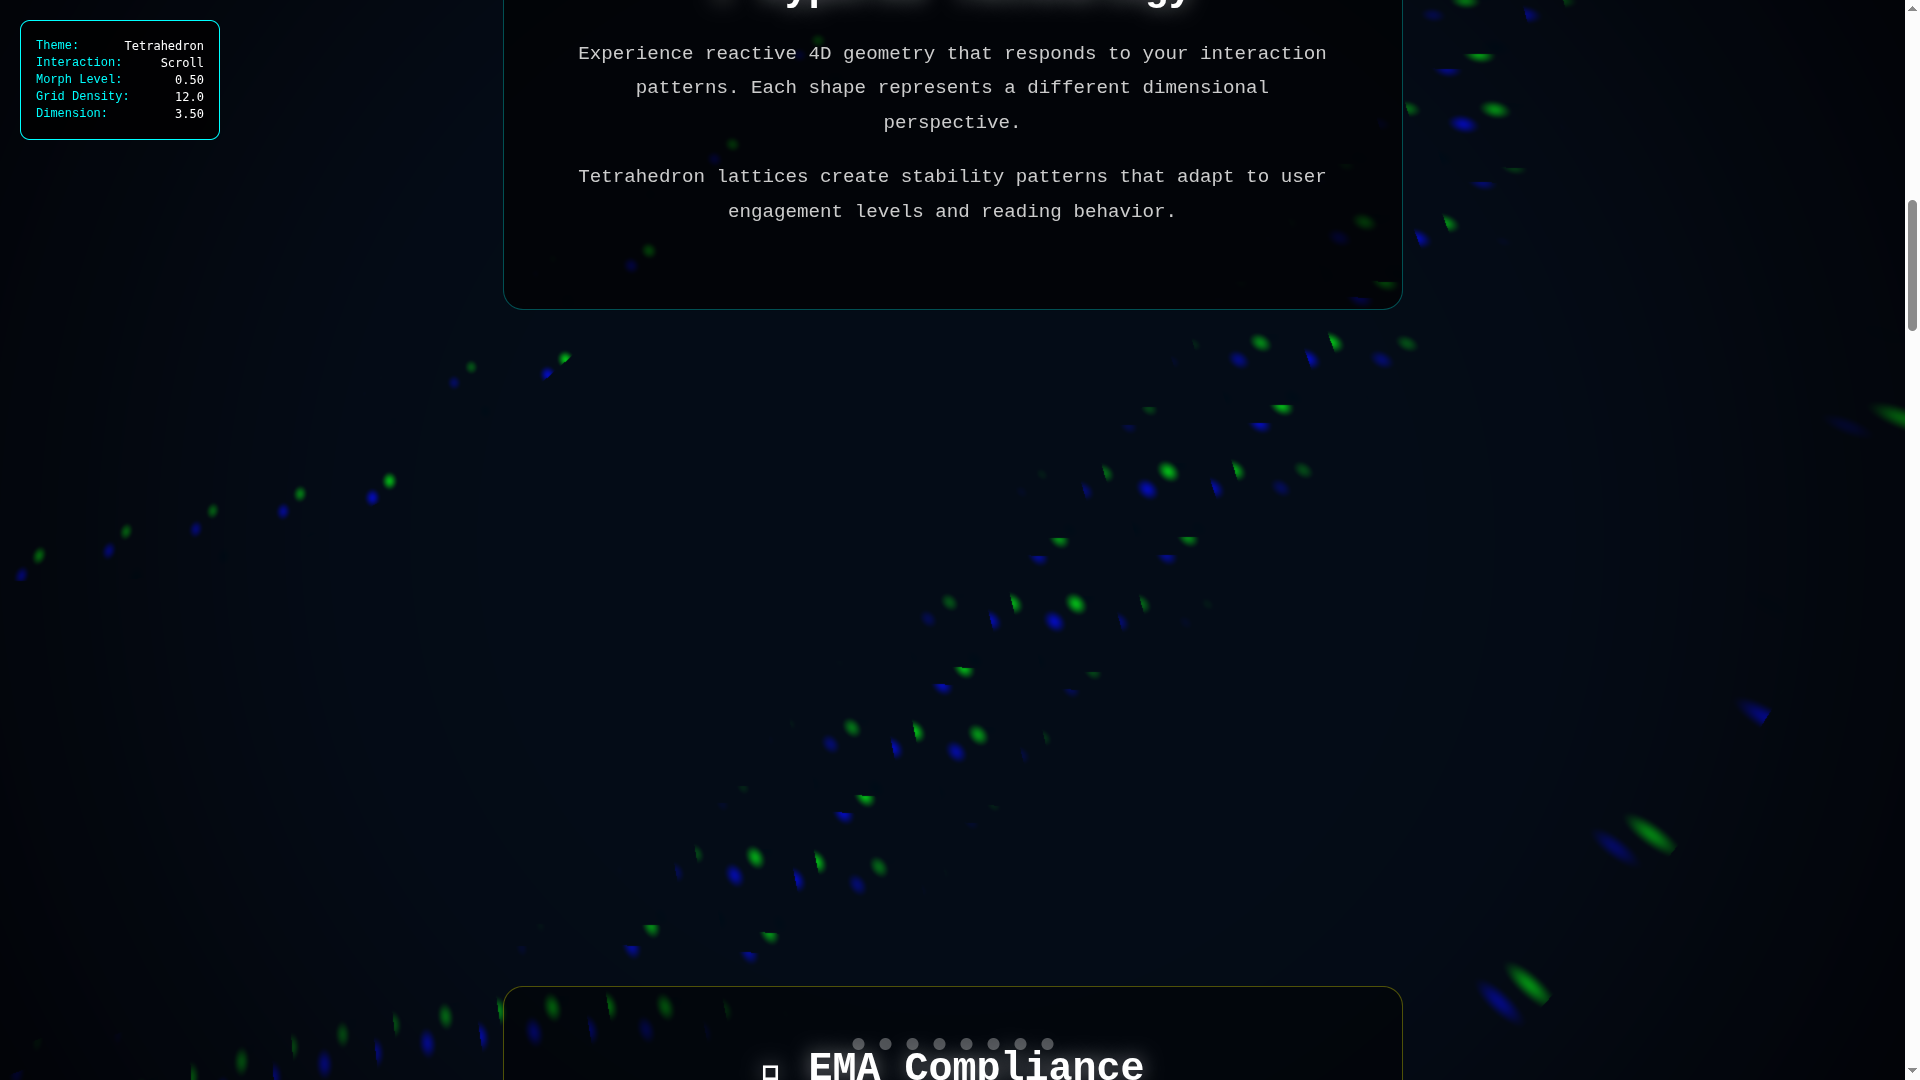 Theme: Tetrahedron
Interaction: Scroll
Morph Level: 0.50
Grid Density: 12.0
Dimension: 3.50
Experience reactive 4D geometry that responds to your interaction
patterns. Each shape represents a different dimensional
perspective.
Tetrahedron lattices create stability patterns that adapt to user
engagement levels and reading behavior.
EMA Compliance